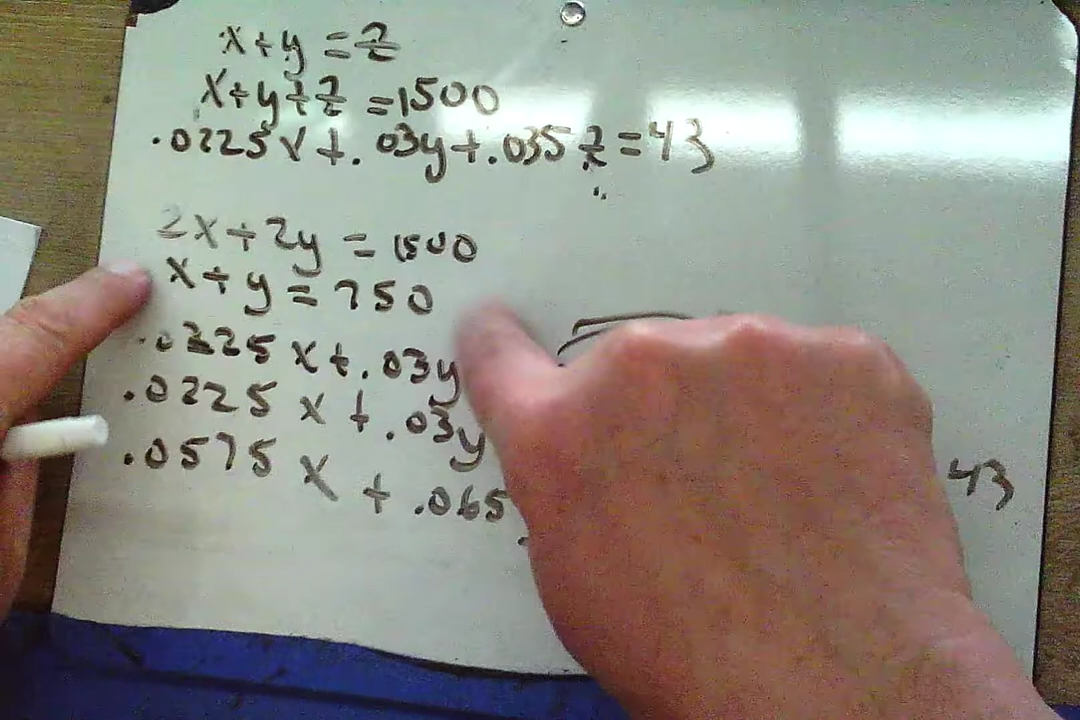 x+y=z
x+y+z=1500
.0225x+.03y+.035z=43
2x+2y=1500
x+y=750
.0225x+.03y
.0225x+.03y
.0575x+.065 43